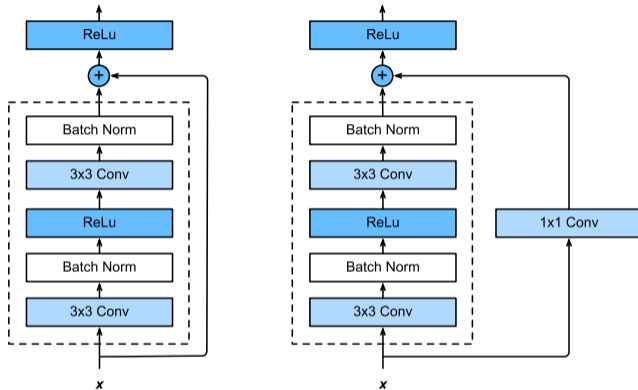 ReLu
+
Batch Norm
3x3 Conv
ReLu
Batch Norm
3x3 Conv
x
ReLu
+
Batch Norm
3x3 Conv
ReLu
1x1 Conv
Batch Norm
3x3 Conv
x